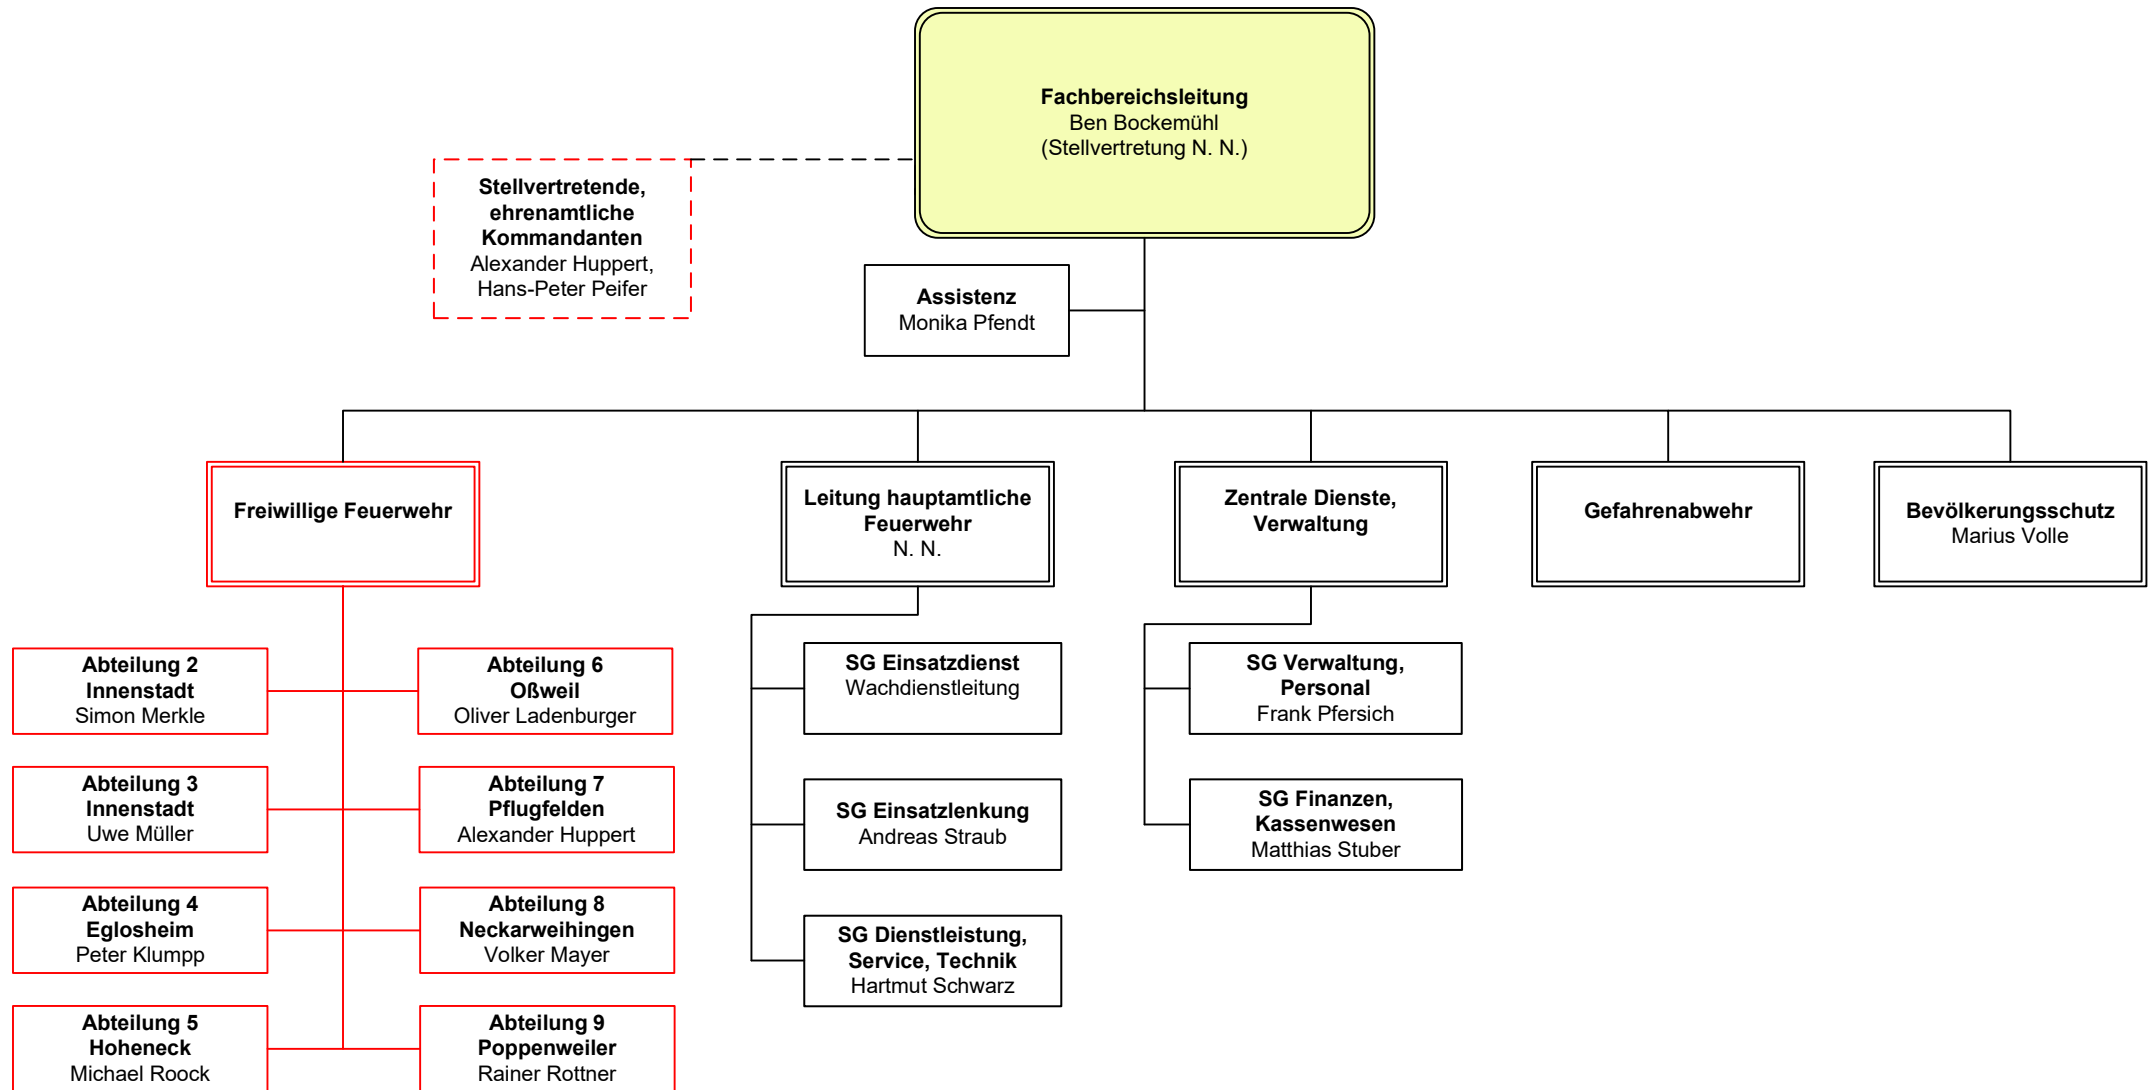 Fachbereichsleitung
Ben Bockemühl
(Stellvertretung N. N.)
Stellvertretende,
ehrenamtliche
Kommandanten
Alexander Huppert,
Hans-Peter Peifer
Assistenz
Monika Pfendt
Freiwillige Feuerwehr
Leitung hauptamtliche
Feuerwehr
N. N.
Zentrale Dienste,
Verwaltung
Gefahrenabwehr
Bevölkerungsschutz
Marius Volle
Abteilung 2
Innenstadt
Simon Merkle
Abteilung 6
Oßweil
Oliver Ladenburger
Abteilung 3
Innenstadt
Uwe Müller
Abteilung 7
Pflugfelden
Alexander Huppert
Abteilung 4
Eglosheim
Peter Klumpp
Abteilung 8
Neckarweihingen
Volker Mayer
Abteilung 5
Hoheneck
Michael Roock
Abteilung 9
Poppenweiler
Rainer Rottner
SG Einsatzdienst
Wachdienstleitung
SG Einsatzlenkung
Andreas Straub
SG Dienstleistung,
Service, Technik
Hartmut Schwarz
SG Verwaltung,
Personal
Frank Pfersich
SG Finanzen,
Kassenwesen
Matthias Stuber